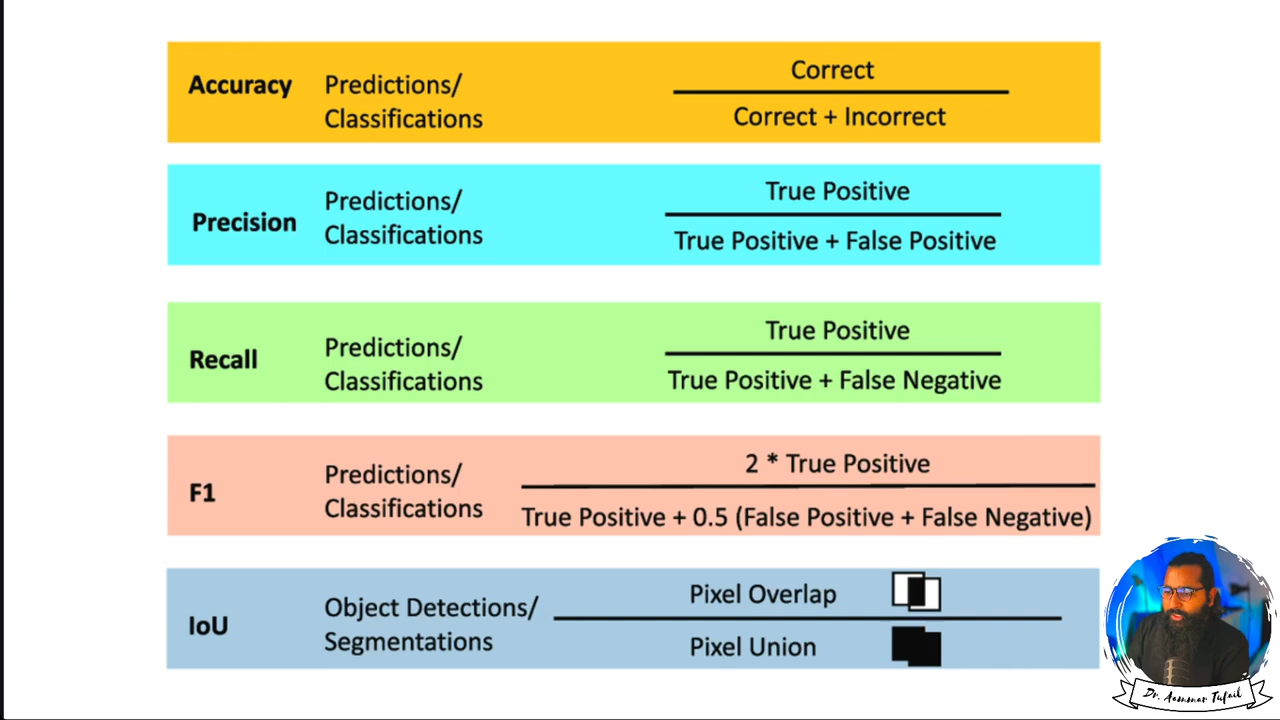 Accuracy
Predictions/
Classifications
Correct
Correct + Incorrect
Precision
Predictions/
Classifications
True Positive
True Positive + False Positive
Recall
Predictions/
Classifications
True Positive
True Positive + False Negative
F1
Predictions/
Classifications
2 * True Positive
True Positive + 0.5 (False Positive + False Negative)
IoU
Object Detections/
Segmentations
Pixel Overlap
Pixel Union
Dr. Aammar Tufail